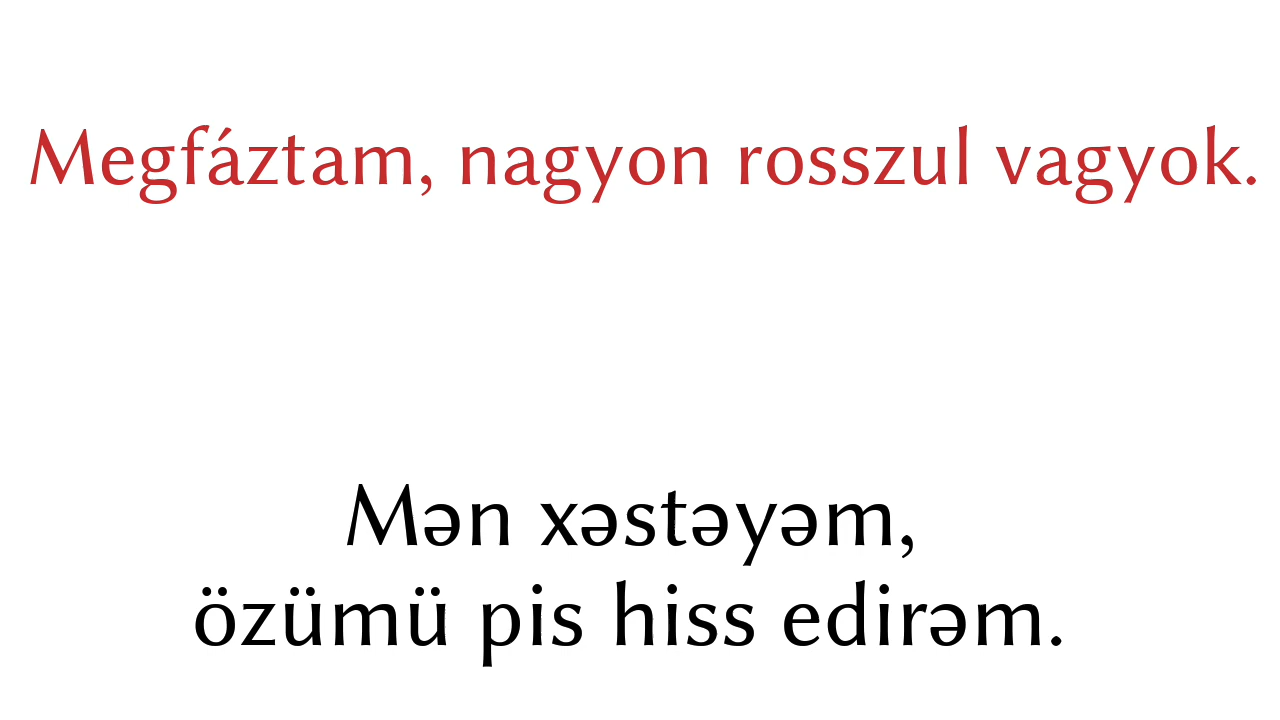 Megfáztam, nagyon rosszul vagyok.
Mən xəstəyəm,
özümü pis hiss edirəm.